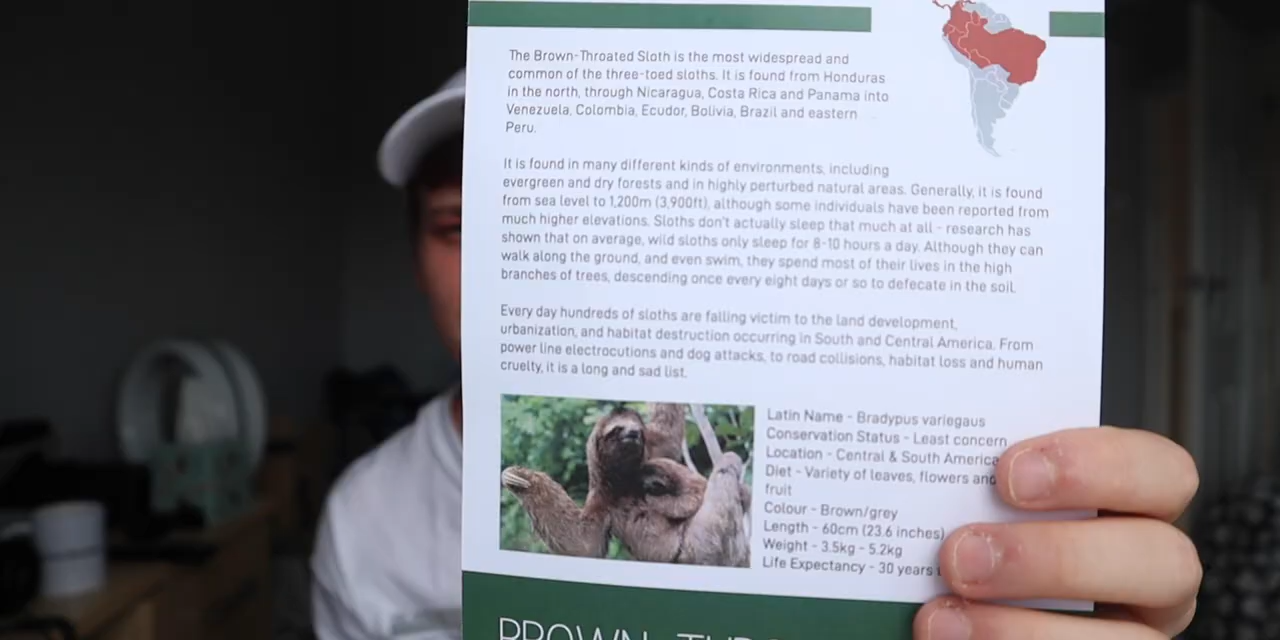 The Brown-Throated Sloth is the most widespread and
common of the three-toed sloths. It is found from Honduras
in the north, through Nicaragua, Costa Rica and Panama into
Venezuela, Colombia, Ecudor, Bolivia, Brazil and eastern
Peru.
It is found in many different kinds of environments, including
evergreen and dry forests and in highly perturbed natural areas. Generally, it is found
from sea level to 1,200m (3,900ft), although some individuals have been reported from
much higher elevations. Sloths don't actually sleep that much at all - research has
shown that on average, wild sloths only sleep for 8-10 hours a day. Although they can
walk along the ground, and even swim, they spend most of their lives in the high
branches of trees, descending once every eight days or so to defecate in the soil.
Every day hundreds of sloths are falling victim to the land development,
urbanization, and habitat destruction occurring in South and Central America. From
power line electrocutions and dog attacks, to road collisions, habitat loss and human
cruelty, it is a long and sad list.
Latin Name - Bradypus variegaus
Conservation Status - Least concern
Location - Central & South America
Diet - Variety of leaves, flowers and
fruit
Colour - Brown/grey
Length - 60cm (23.6 inches)
Weight - 3.5kg - 5.2kg
Life Expectancy - 30 years
BROWN-